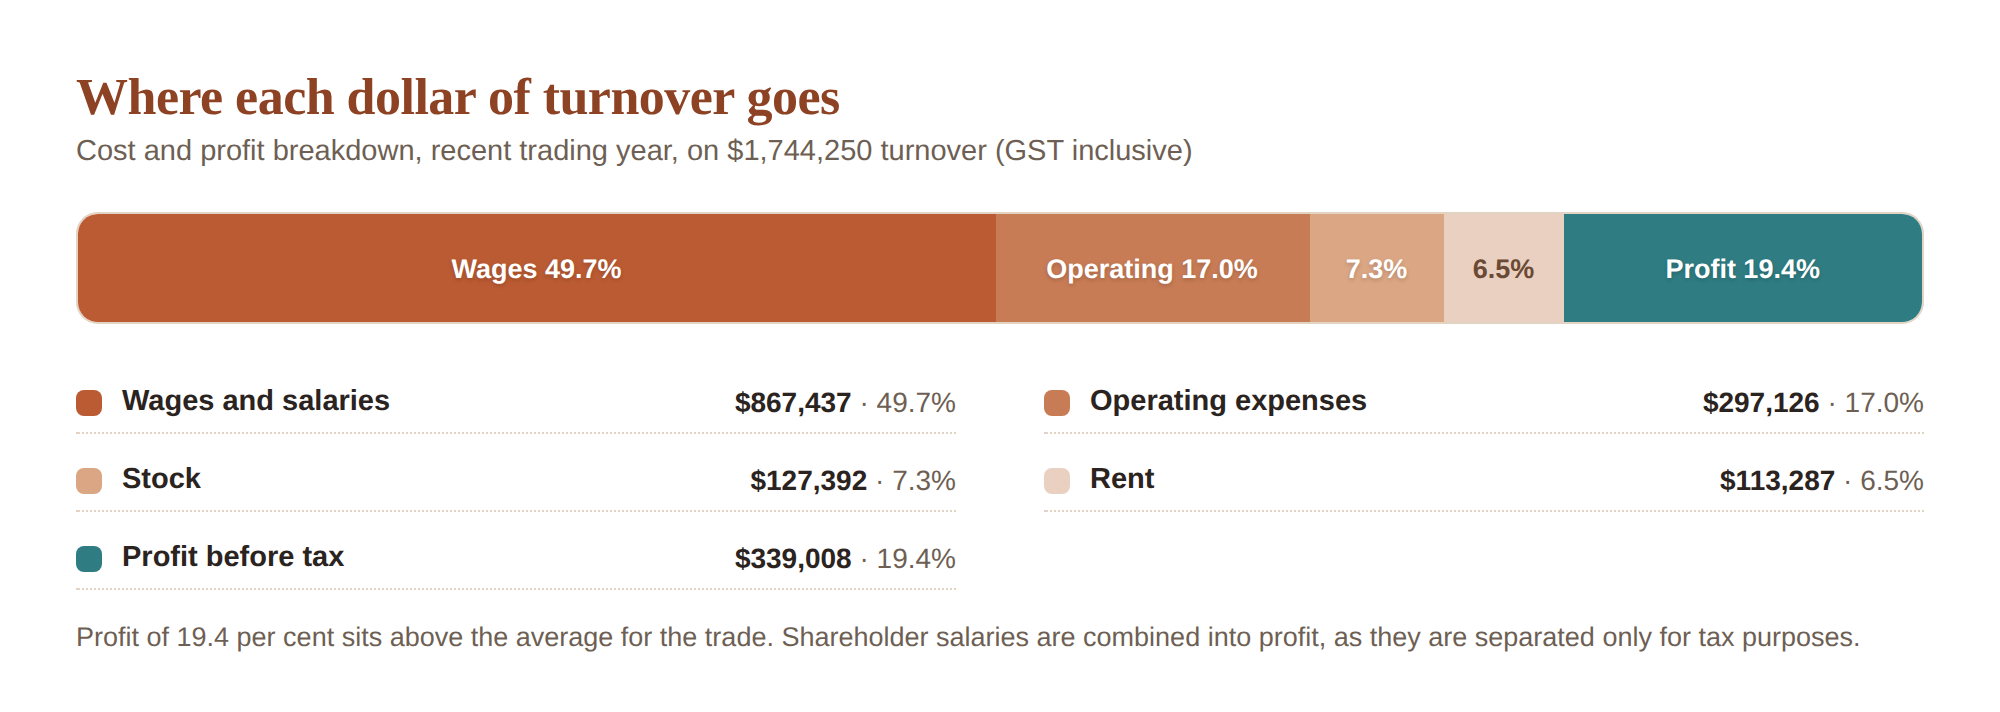 Where each dollar of turnover goes
Cost and profit breakdown, recent trading year, on $1,744,250 turnover (GST inclusive)
Wages 49.7% Operating 17.0% 7.3% 6.5% Profit 19.4%
Wages and salaries $867,437 · 49.7%
Operating expenses $297,126 · 17.0%
Stock $127,392 · 7.3%
Rent $113,287 · 6.5%
Profit before tax $339,008 · 19.4%
Profit of 19.4 per cent sits above the average for the trade. Shareholder salaries are combined into profit, as they are separated only for tax purposes.